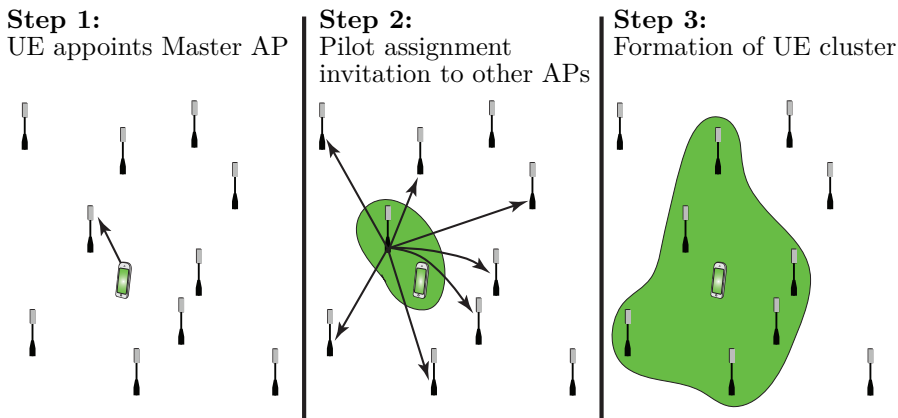 Step 1:
UE appoints Master AP
Step 2:
Pilot assignment
invitation to other APs
Step 3:
Formation of UE cluster